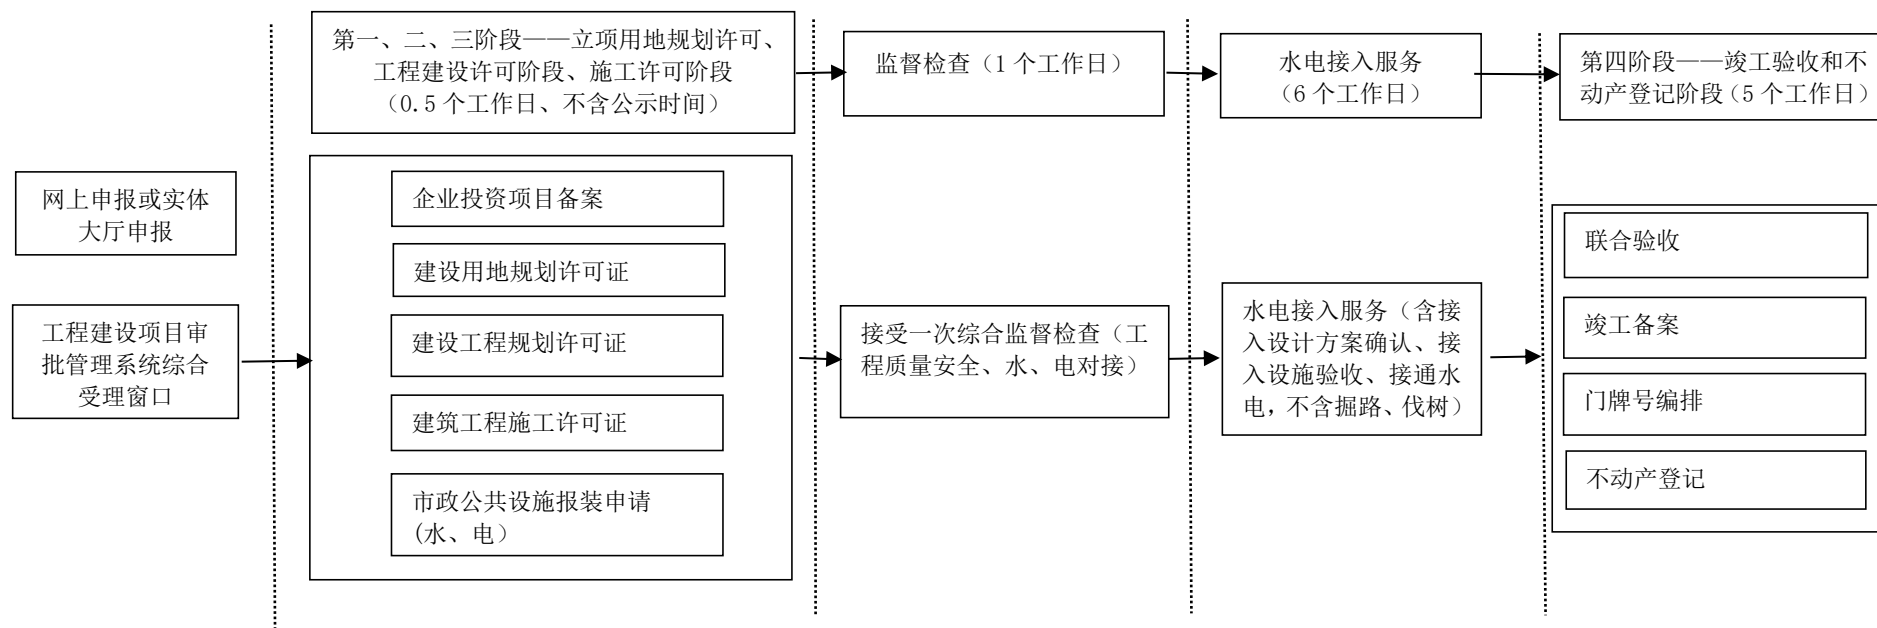 第一、二、三阶段——立项用地规划许可、
工程建设许可阶段、施工许可阶段
（0.5 个工作日、不含公示时间）
监督检查（1 个工作日）
水电接入服务
（6 个工作日）
第四阶段——竣工验收和不
动产登记阶段（5 个工作日）
网上申报或实体
大厅申报
工程建设项目审
批管理系统综合
受理窗口
企业投资项目备案
建设用地规划许可证
建设工程规划许可证
建筑工程施工许可证
市政公共设施报装申请
(水、电）
接受一次综合监督检查（工
程质量安全、水、电对接）
水电接入服务（含接
入设计方案确认、接
入设施验收、接通水
电，不含掘路、伐树）
联合验收
竣工备案
门牌号编排
不动产登记